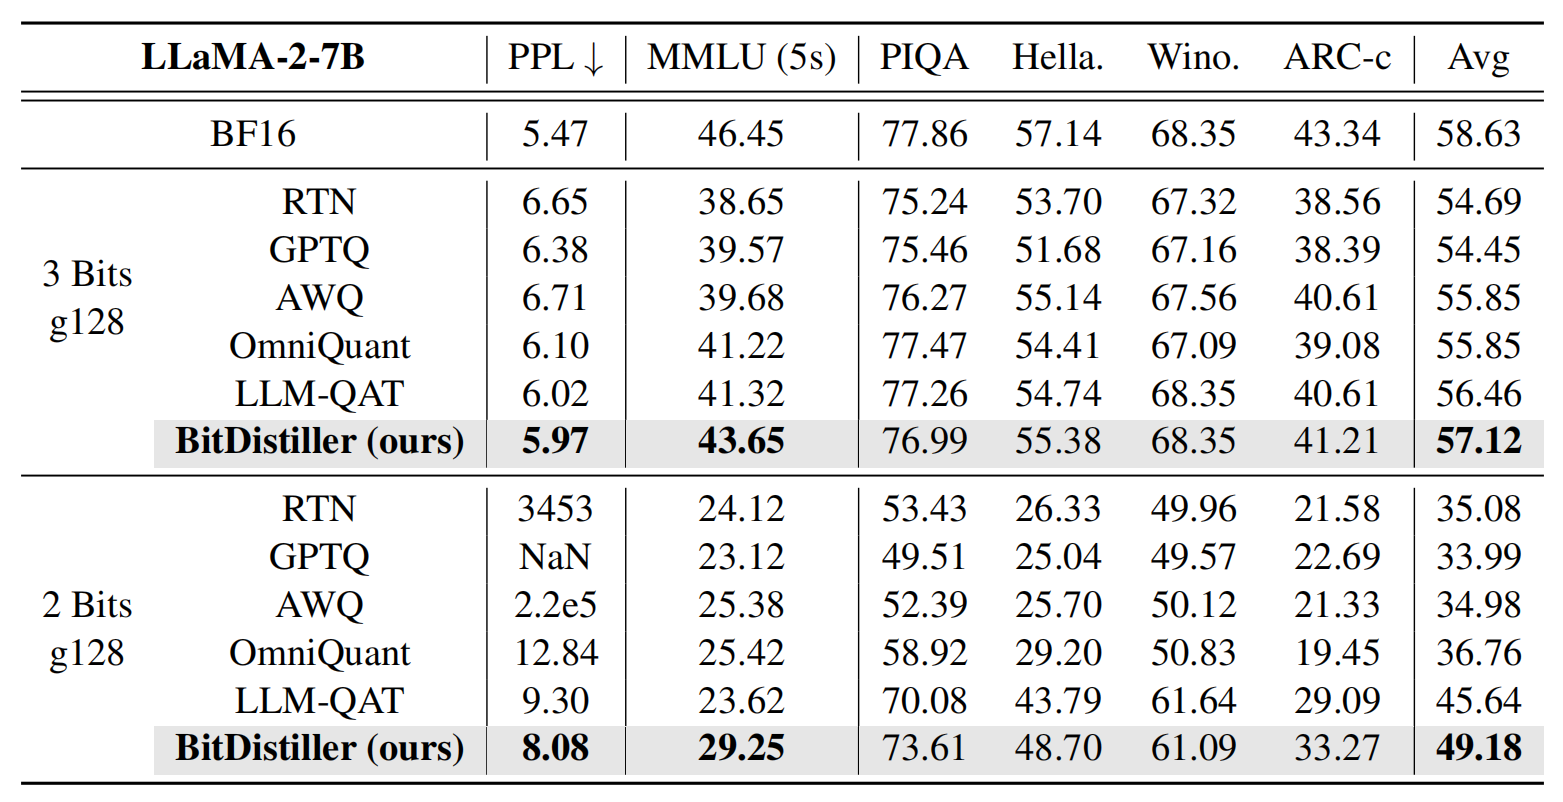 LLaMA-2-7B PPL ↓ MMLU (5s) PIQA Hella. Wino. ARC-c Avg
BF16 5.47 46.45 77.86 57.14 68.35 43.34 58.63
3 Bits g128
RTN 6.65 38.65 75.24 53.70 67.32 38.56 54.69
GPTQ 6.38 39.57 75.46 51.68 67.16 38.39 54.45
AWQ 6.71 39.68 76.27 55.14 67.56 40.61 55.85
OmniQuant 6.10 41.22 77.47 54.41 67.09 39.08 55.85
LLM-QAT 6.02 41.32 77.26 54.74 68.35 40.61 56.46
BitDistiller (ours) 5.97 43.65 76.99 55.38 68.35 41.21 57.12
2 Bits g128
RTN 3453 24.12 53.43 26.33 49.96 21.58 35.08
GPTQ NaN 23.12 49.51 25.04 49.57 22.69 33.99
AWQ 2.2e5 25.38 52.39 25.70 50.12 21.33 34.98
OmniQuant 12.84 25.42 58.92 29.20 50.83 19.45 36.76
LLM-QAT 9.30 23.62 70.08 43.79 61.64 29.09 45.64
BitDistiller (ours) 8.08 29.25 73.61 48.70 61.09 33.27 49.18